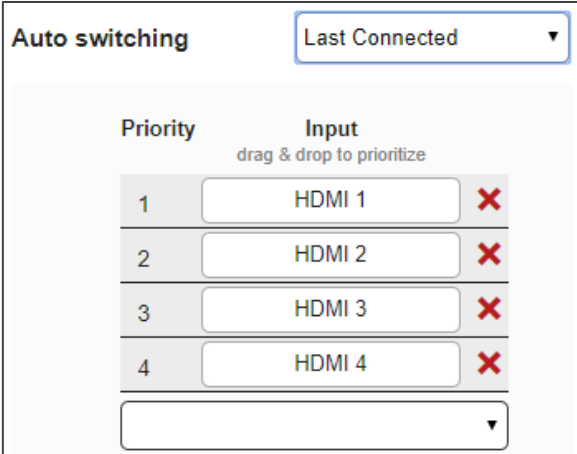 Auto switching Last Connected
Priority Input
drag & drop to prioritize
1 HDMI 1
2 HDMI 2
3 HDMI 3
4 HDMI 4